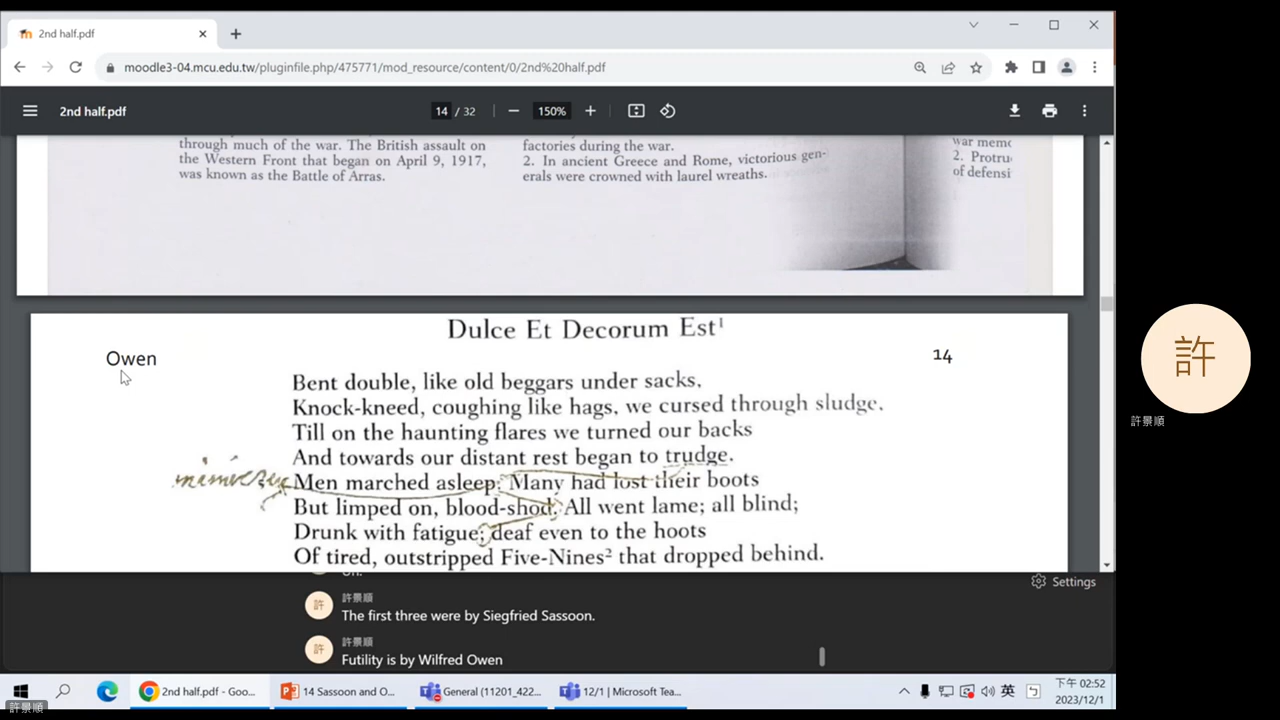 2nd half.pdf
moodle3-04.mcu.edu.tw/pluginfile.php/475771/mod_resource/content/0/2nd%20half.pdf
2nd half.pdf
14 / 32
150%
through much of the war. The British assault on
the Western Front that began on April 9, 1917,
was known as the Battle of Arras.
factories during the war.
2. In ancient Greece and Rome, victorious gen-
erals were crowned with laurel wreaths.
war mem
2. Protru
of defensi
Dulce Et Decorum Est¹
Owen
14
Bent double, like old beggars under sacks,
Knock-kneed, coughing like hags, we cursed through sludge,
Till on the haunting flares we turned our backs
And towards our distant rest began to trudge.
Men marched asleep. Many had lost their boots
But limped on, blood-shod. All went lame; all blind;
Drunk with fatigue; deaf even to the hoots
Of tired, outstripped Five-Nines² that dropped behind.
許
許景順
Settings
許
許景順
The first three were by Siegfried Sassoon.
許
許景順
Futility is by Wilfred Owen
2nd half.pdf - Goo...
14 Sassoon and O...
General (11201_422...
12/1 | Microsoft Tea...
英
下午 02:52
2023/12/1
許景順